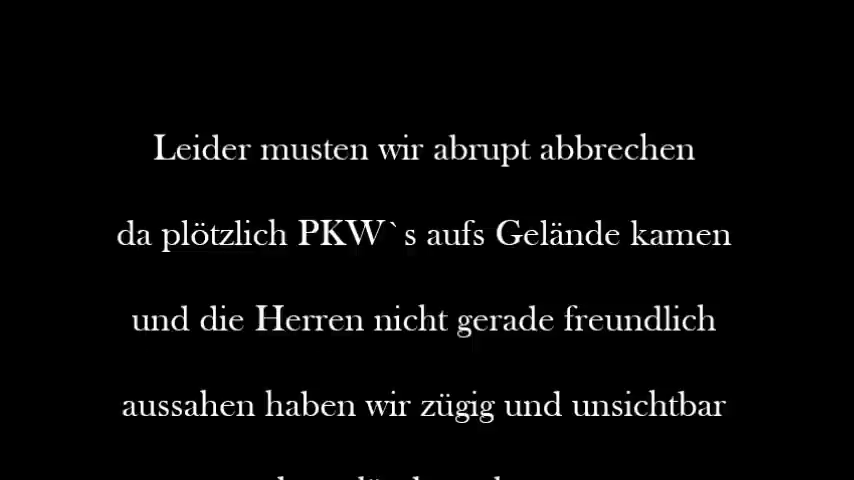 Leider musten wir abrupt abbrechen
da plötzlich PKW`s aufs Gelände kamen
und die Herren nicht gerade freundlich
aussahen haben wir zügig und unsichtbar